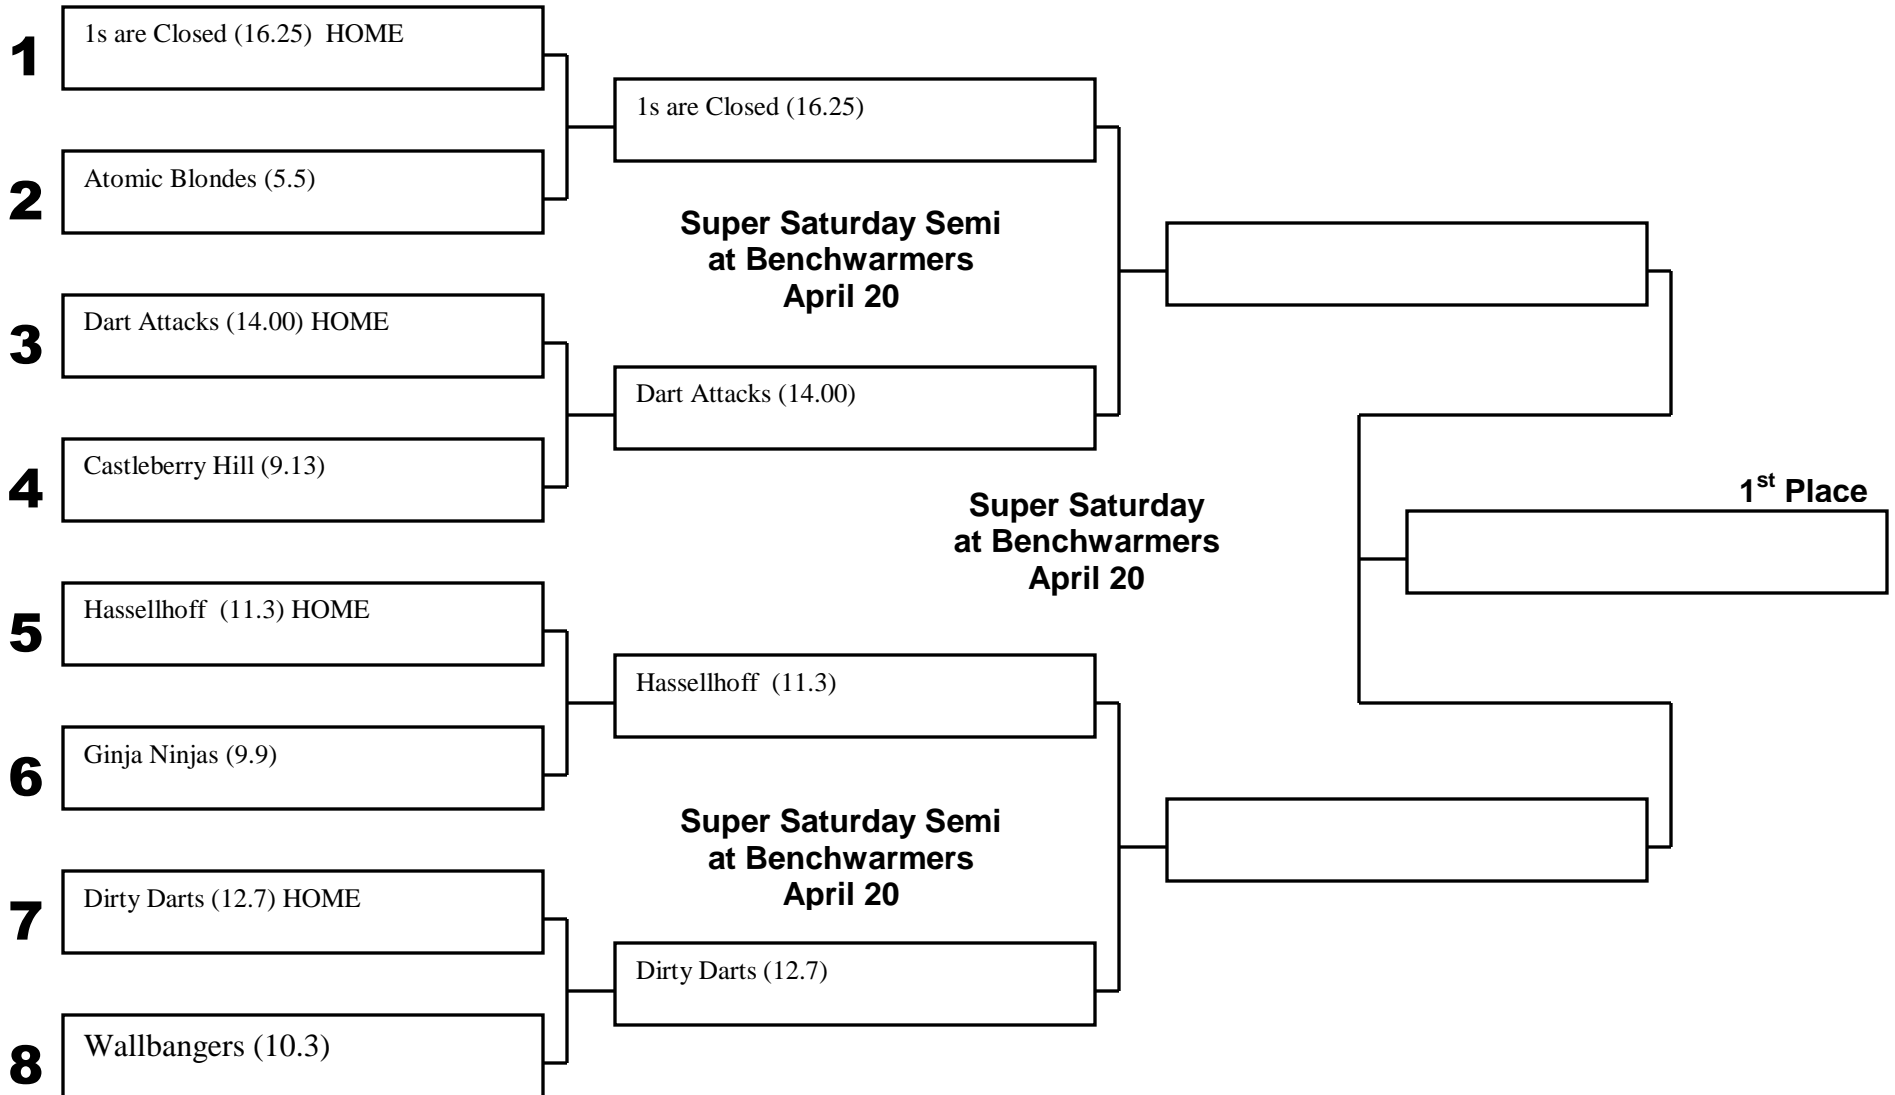 1
1s are Closed (16.25)  HOME
2
Atomic Blondes (5.5)
3
Dart Attacks (14.00) HOME
4
Castleberry Hill (9.13)
5
Hassellhoff  (11.3) HOME
6
Ginja Ninjas (9.9)
7
Dirty Darts (12.7) HOME
8
Wallbangers (10.3)
1s are Closed (16.25)
Super Saturday Semi
at Benchwarmers
April 20
Dart Attacks (14.00)
Hassellhoff  (11.3)
Super Saturday Semi
at Benchwarmers
April 20
Dirty Darts (12.7)
Super Saturday
at Benchwarmers
April 20
1st Place